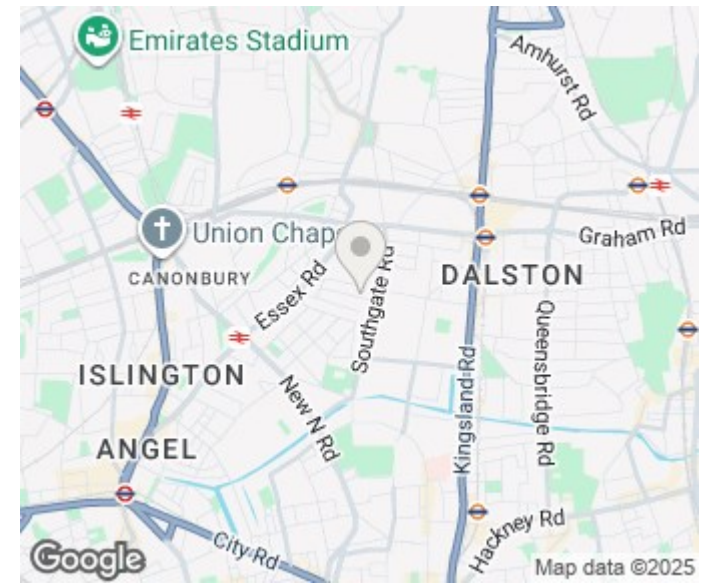 Emirates Stadium
Amhurst Rd
Union Chap
Graham Rd
CANONBURY
Essex Rd
Southgate Rd
DALSTON
Queensbridge Rd
ISLINGTON
New N Rd
Kingsland Rd
ANGEL
Hackney Rd
City Rd
Google
Map data ©2025